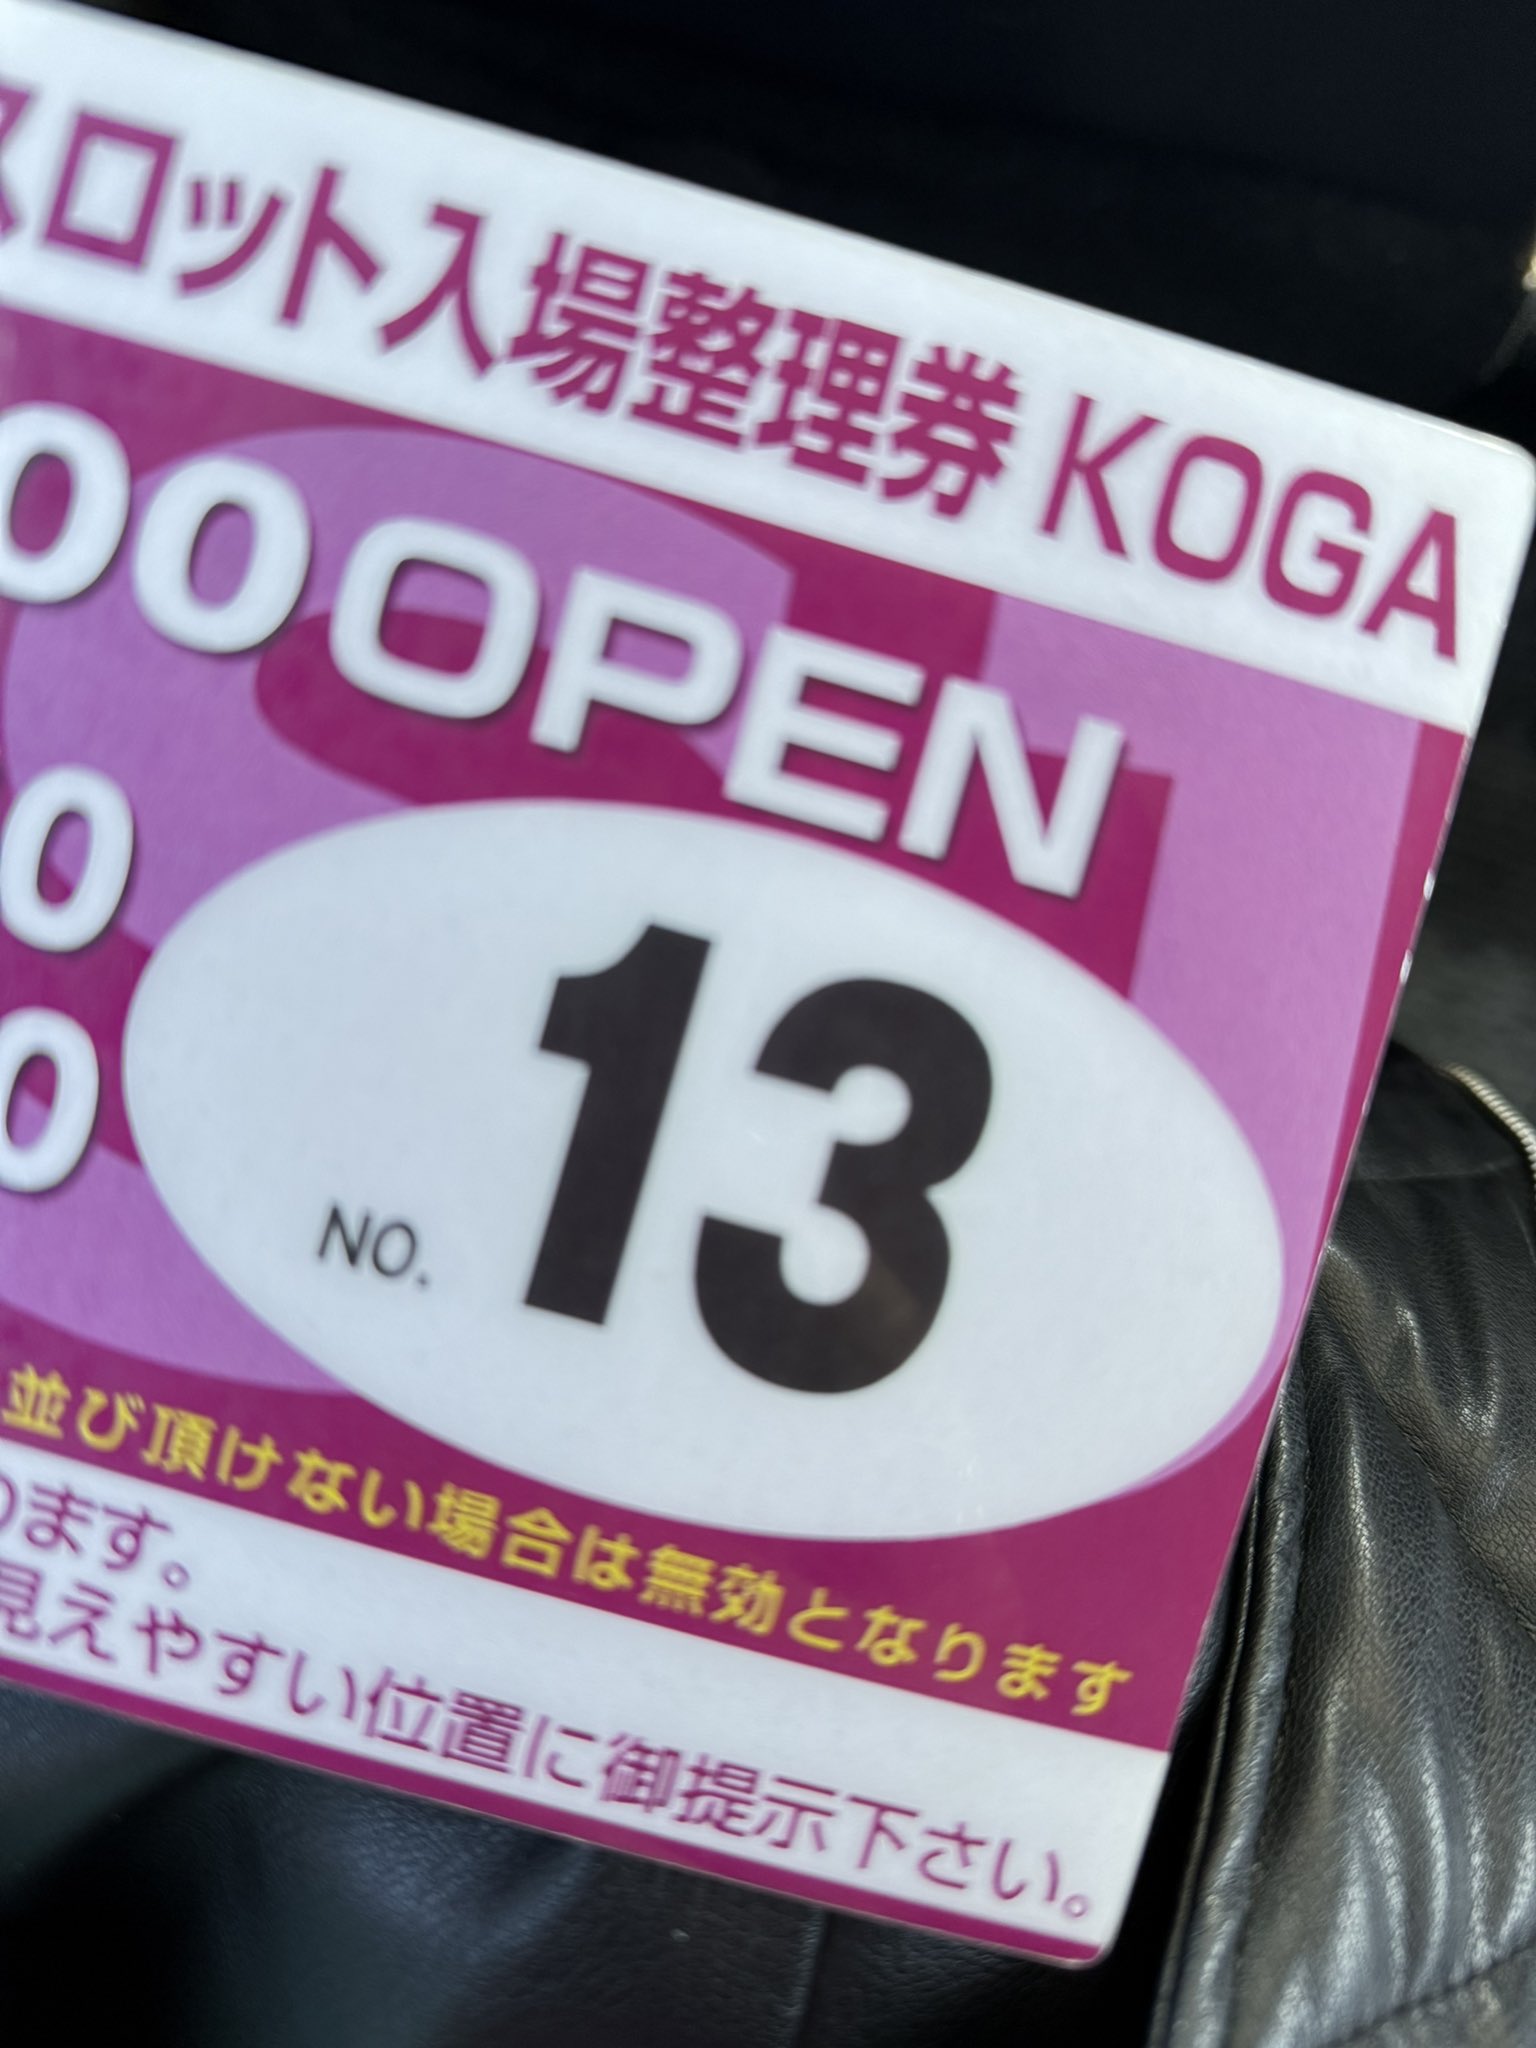 スロット入場整理券 KOGA
00 OPEN
0
0
NO. 13
並び頂けない場合は無効となります
ります。
見えやすい位置に御提示下さい。